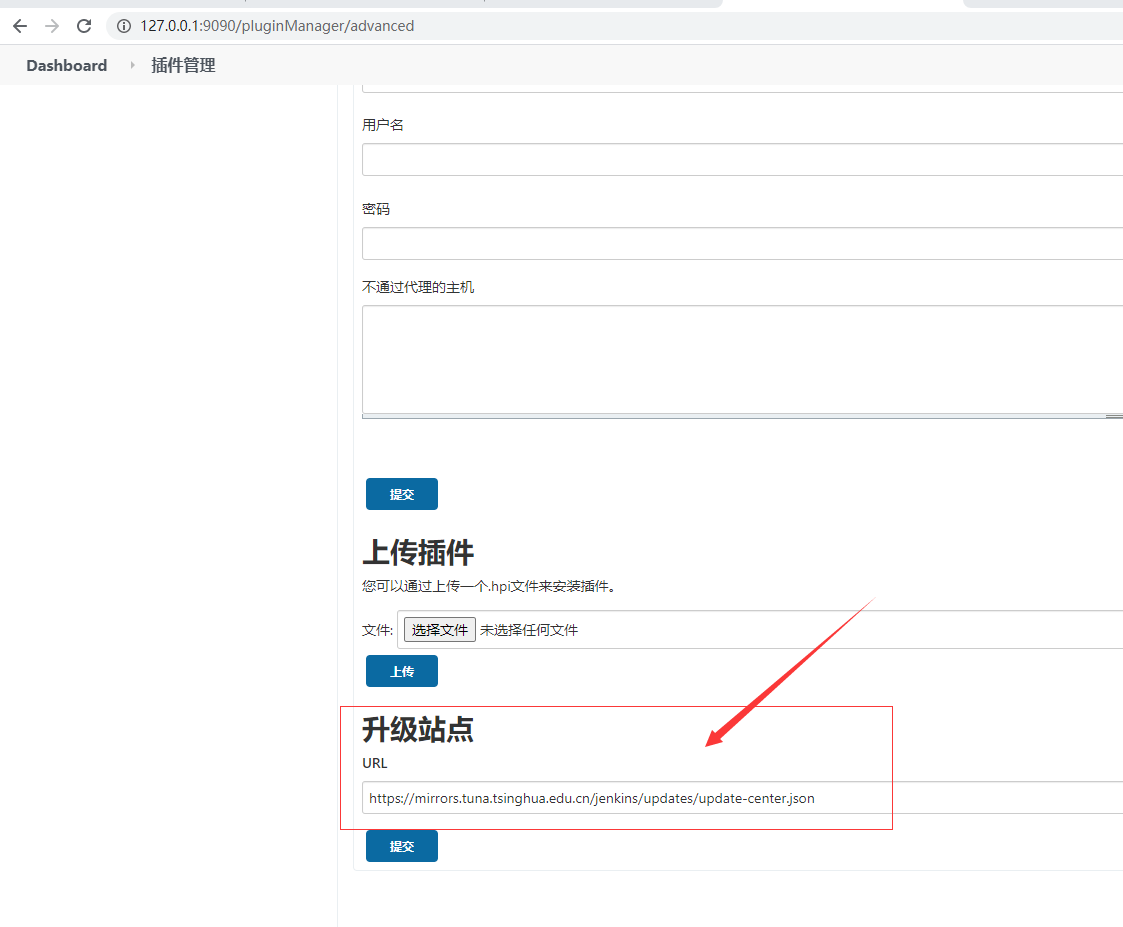 127.0.0.1:9090/pluginManager/advanced
Dashboard 插件管理
用户名
密码
不通过代理的主机
提交
上传插件
您可以通过上传一个.hpi文件来安装插件。
文件: 选择文件 未选择任何文件
上传
升级站点
URL
https://mirrors.tuna.tsinghua.edu.cn/jenkins/updates/update-center.json
提交